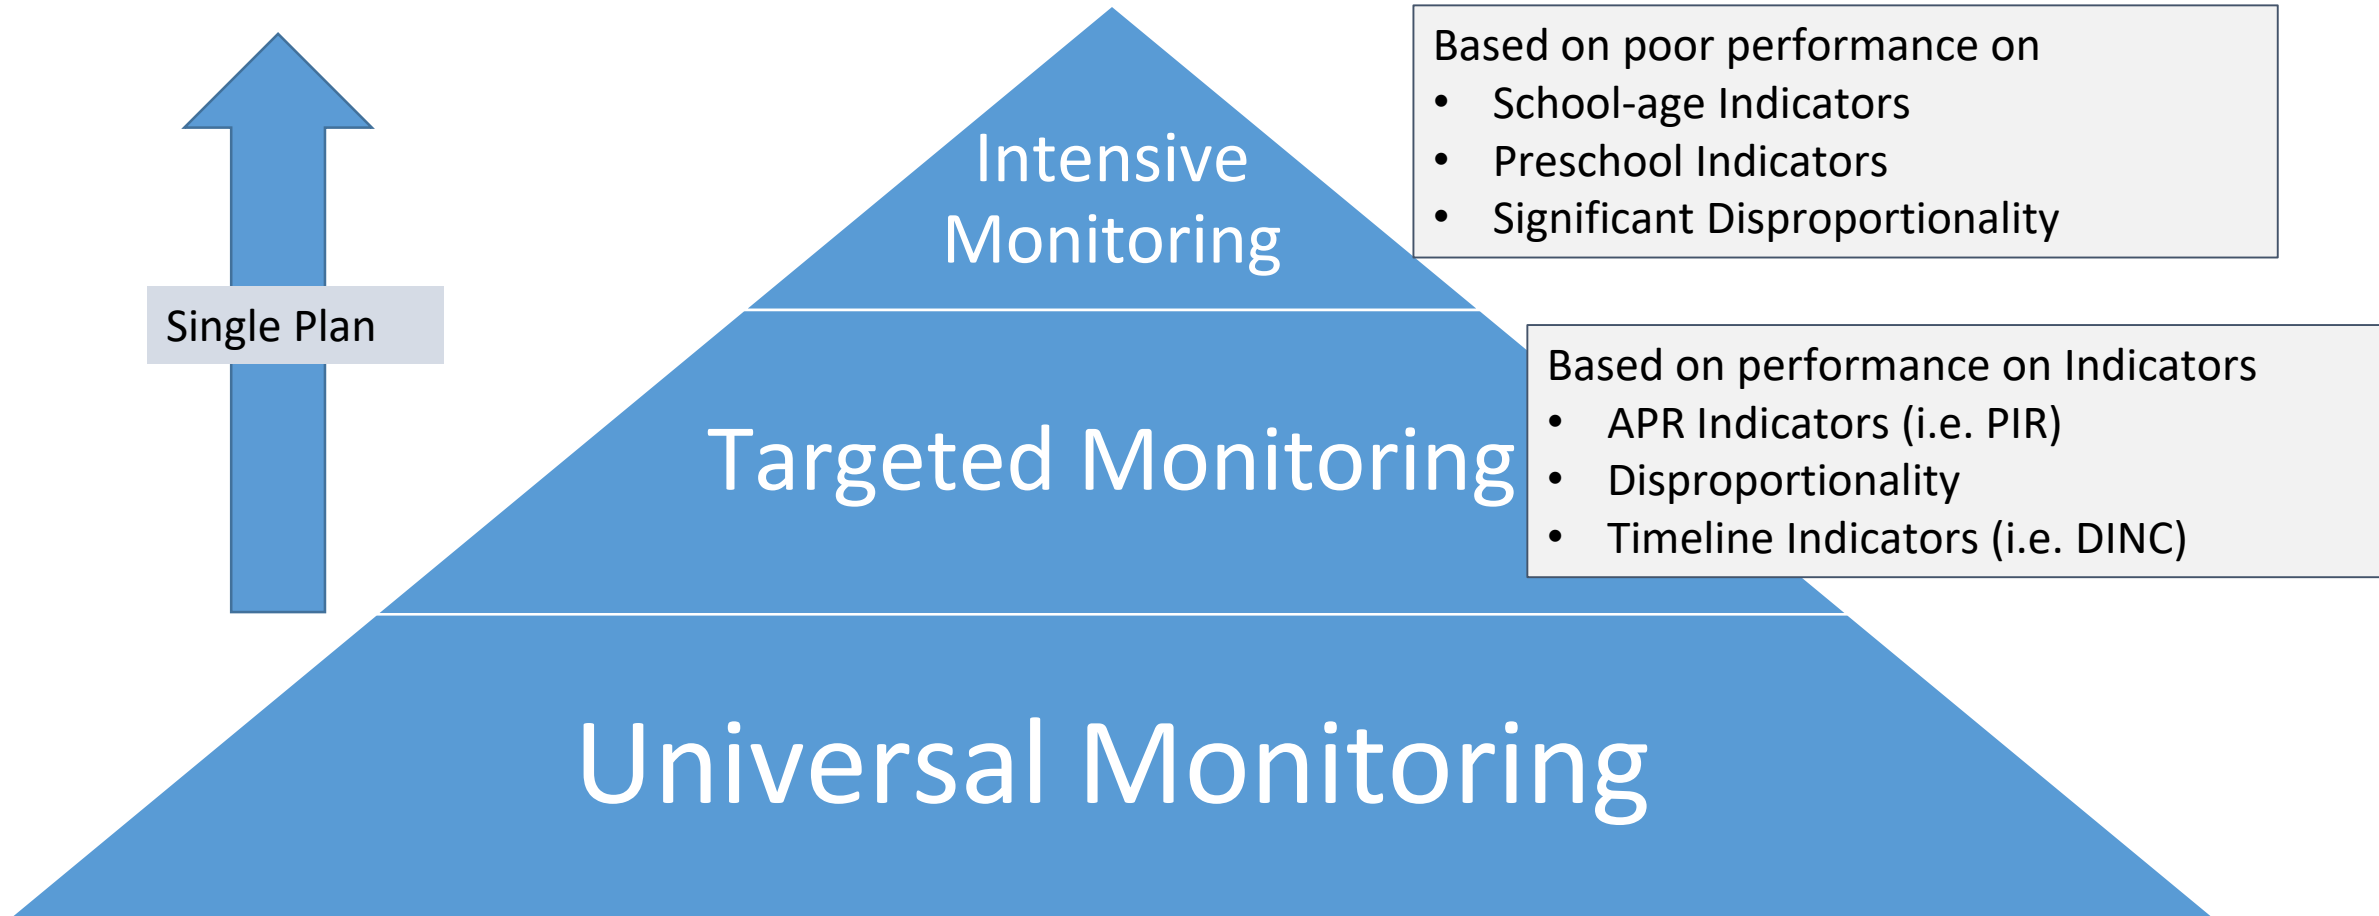 Intensive
Monitoring
Based on poor performance on
• School-age Indicators
• Preschool Indicators
• Significant Disproportionality
Single Plan
Targeted Monitoring
Based on performance on Indicators
• APR Indicators (i.e. PIR)
• Disproportionality
• Timeline Indicators (i.e. DINC)
Universal Monitoring